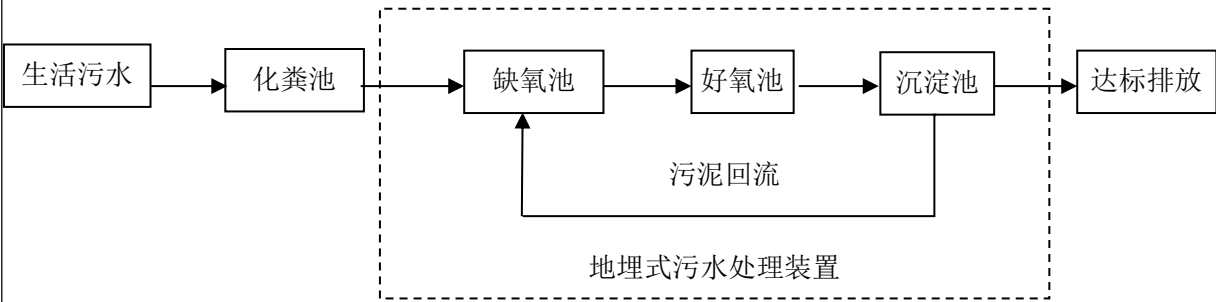 生活污水
化粪池
缺氧池
好氧池
沉淀池
达标排放
污泥回流
地埋式污水处理装置